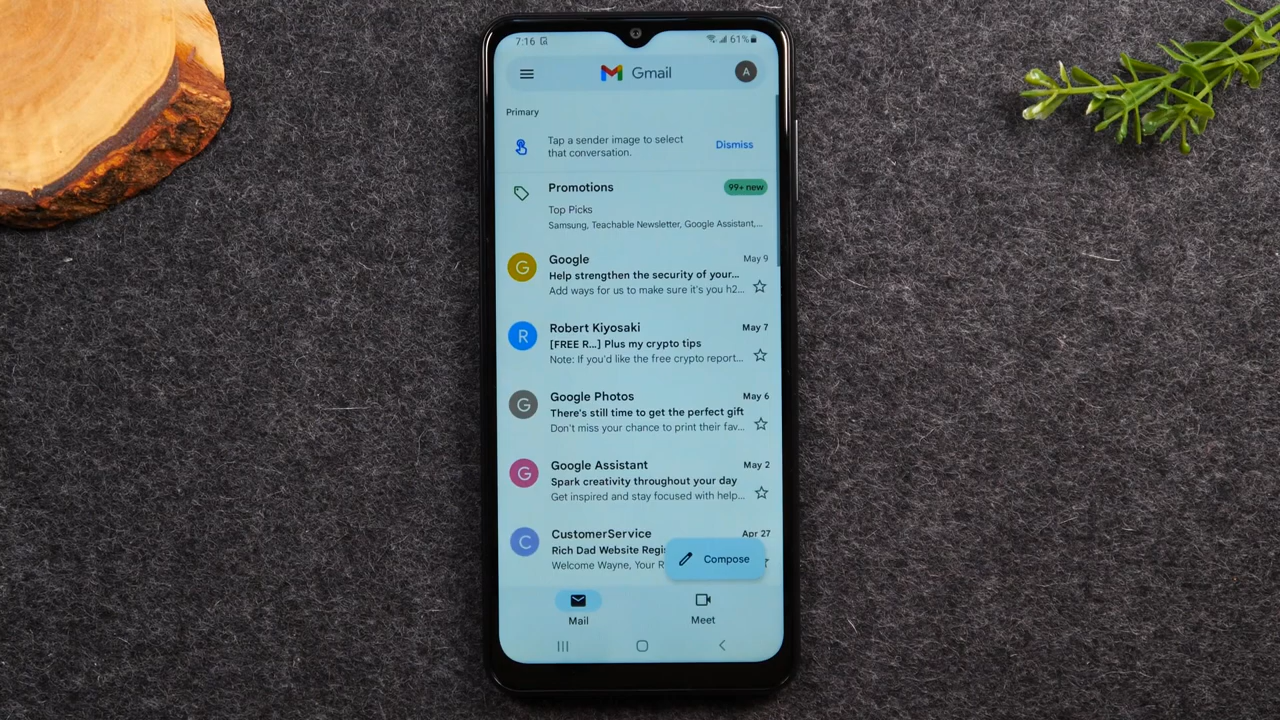 7:16 61%
Gmail A
Primary
Tap a sender image to select
that conversation.
Dismiss
Promotions 99+ new
Top Picks
Samsung, Teachable Newsletter, Google Assistant,...
G Google May 9
Help strengthen the security of your...
Add ways for us to make sure it's you h2...
R Robert Kiyosaki May 7
[FREE R...] Plus my crypto tips
Note: If you'd like the free crypto report...
G Google Photos May 6
There's still time to get the perfect gift
Don't miss your chance to print their fav...
G Google Assistant May 2
Spark creativity throughout your day
Get inspired and stay focused with help...
C CustomerService Apr 27
Rich Dad Website Regi
Welcome Wayne, Your R
Compose
Mail Meet